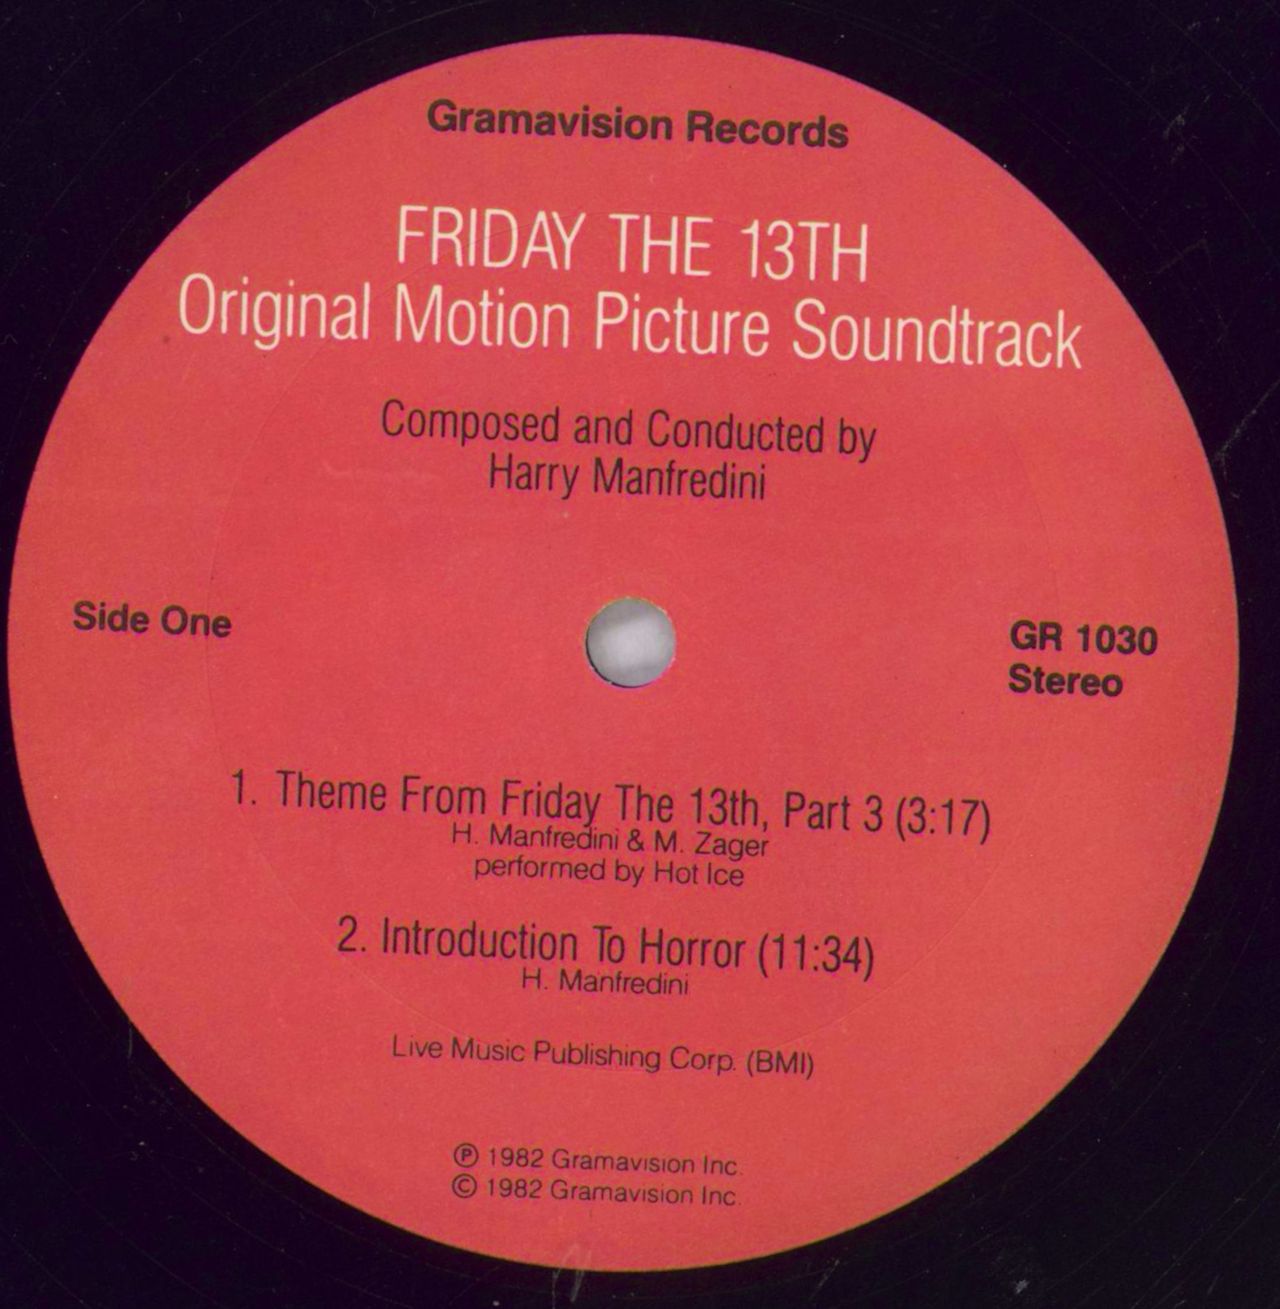 Gramavision Records
FRIDAY THE 13TH
Original Motion Picture Soundtrack
Composed and Conducted by
Harry Manfredini
Side One
GR 1030
Stereo
1. Theme From Friday The 13th, Part 3 (3:17)
H. Manfredini & M. Zager
performed by Hot Ice
2. Introduction To Horror (11:34)
H. Manfredini
Live Music Publishing Corp. (BMI)
℗ 1982 Gramavision Inc.
© 1982 Gramavision Inc.